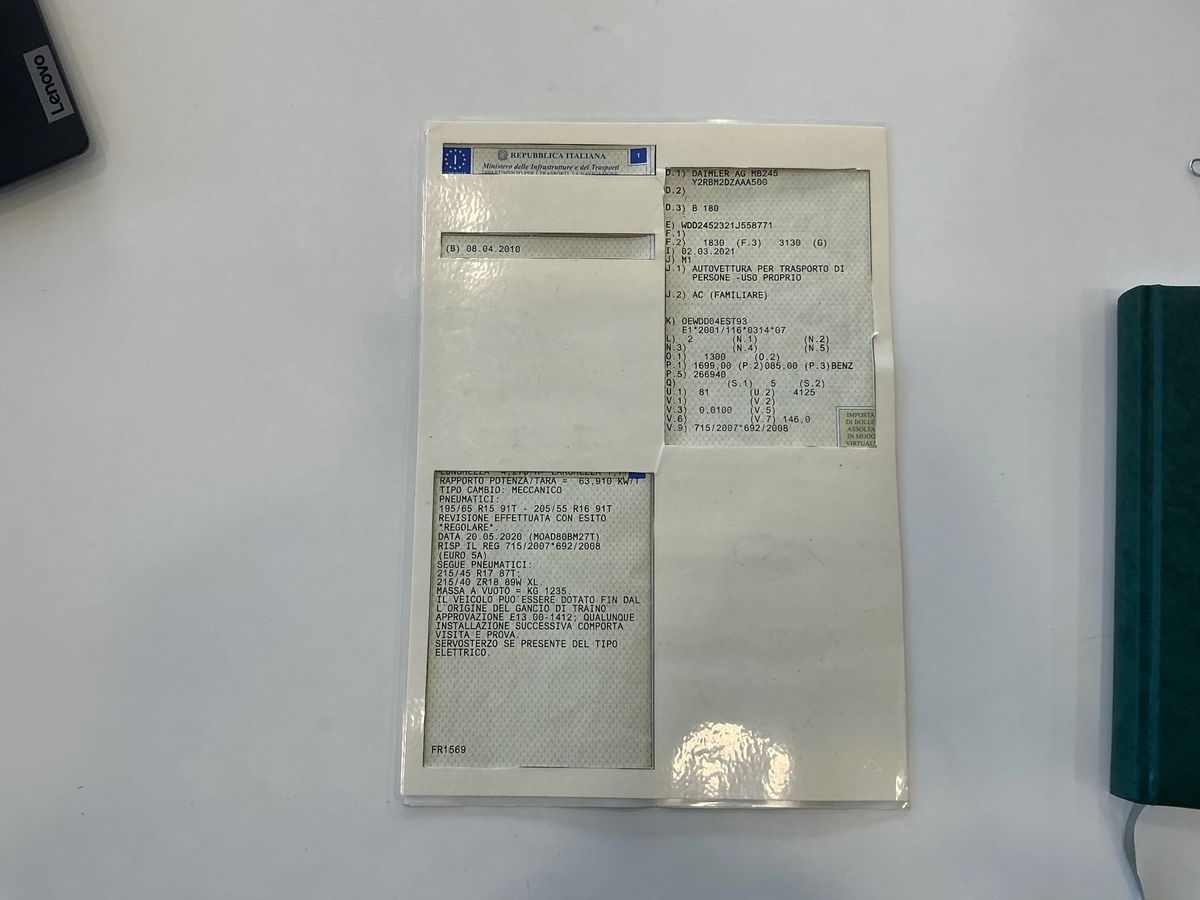 Lenovo
REPUBBLICA ITALIANA
1
I
Ministero delle Infrastrutture e dei Trasporti
(B) 08.04.2010
D.1) DAIMLER AG MB245
Y2RBM2DZAAA500
D.2)
D.3) B 180
E) WDD2452321J558771
F.1)
F.2) 1830 (F.3) 3130 (G)
I) 02.03.2021
J) M1
J.1) AUTOVETTURA PER TRASPORTO DI
PERSONE -USO PROPRIO
J.2) AC (FAMILIARE)
K) OEWDD04EST93
E1*2001/116*0314*07
L) 2 (N.1) (N.2)
N.3) (N.4) (N.5)
O.1) 1300 (O.2)
P.1) 1699,00 (P.2)085,00 (P.3)BENZ
P.5) 266940
Q) (S.1) 5 (S.2)
U.1) 81 (U.2) 4125
V.1) (V.2)
V.3) 0,0100 (V.5)
V.6) (V.7) 146,0
V.9) 715/2007*692/2008
IMPOSTA
DI BOLLO
ASSOLTA
IN MODO
VIRTUAL
RAPPORTO POTENZA/TARA = 63,910 KW/T
TIPO CAMBIO: MECCANICO
PNEUMATICI:
195/65 R15 91T - 205/55 R16 91T
REVISIONE EFFETTUATA CON ESITO
*REGOLARE*.
DATA 20.05.2020 (MOAD80BM27T)
RISP IL REG 715/2007*692/2008
(EURO 5A)
SEGUE PNEUMATICI:
215/45 R17 87T;
215/40 ZR18 89W XL.
MASSA A VUOTO = KG 1235.
IL VEICOLO PUO'ESSERE DOTATO FIN DAL
L'ORIGINE DEL GANCIO DI TRAINO
APPROVAZIONE E13 00-1412; QUALUNQUE
INSTALLAZIONE SUCCESSIVA COMPORTA
VISITA E PROVA.
SERVOSTERZO SE PRESENTE DEL TIPO
ELETTRICO.
FR1569